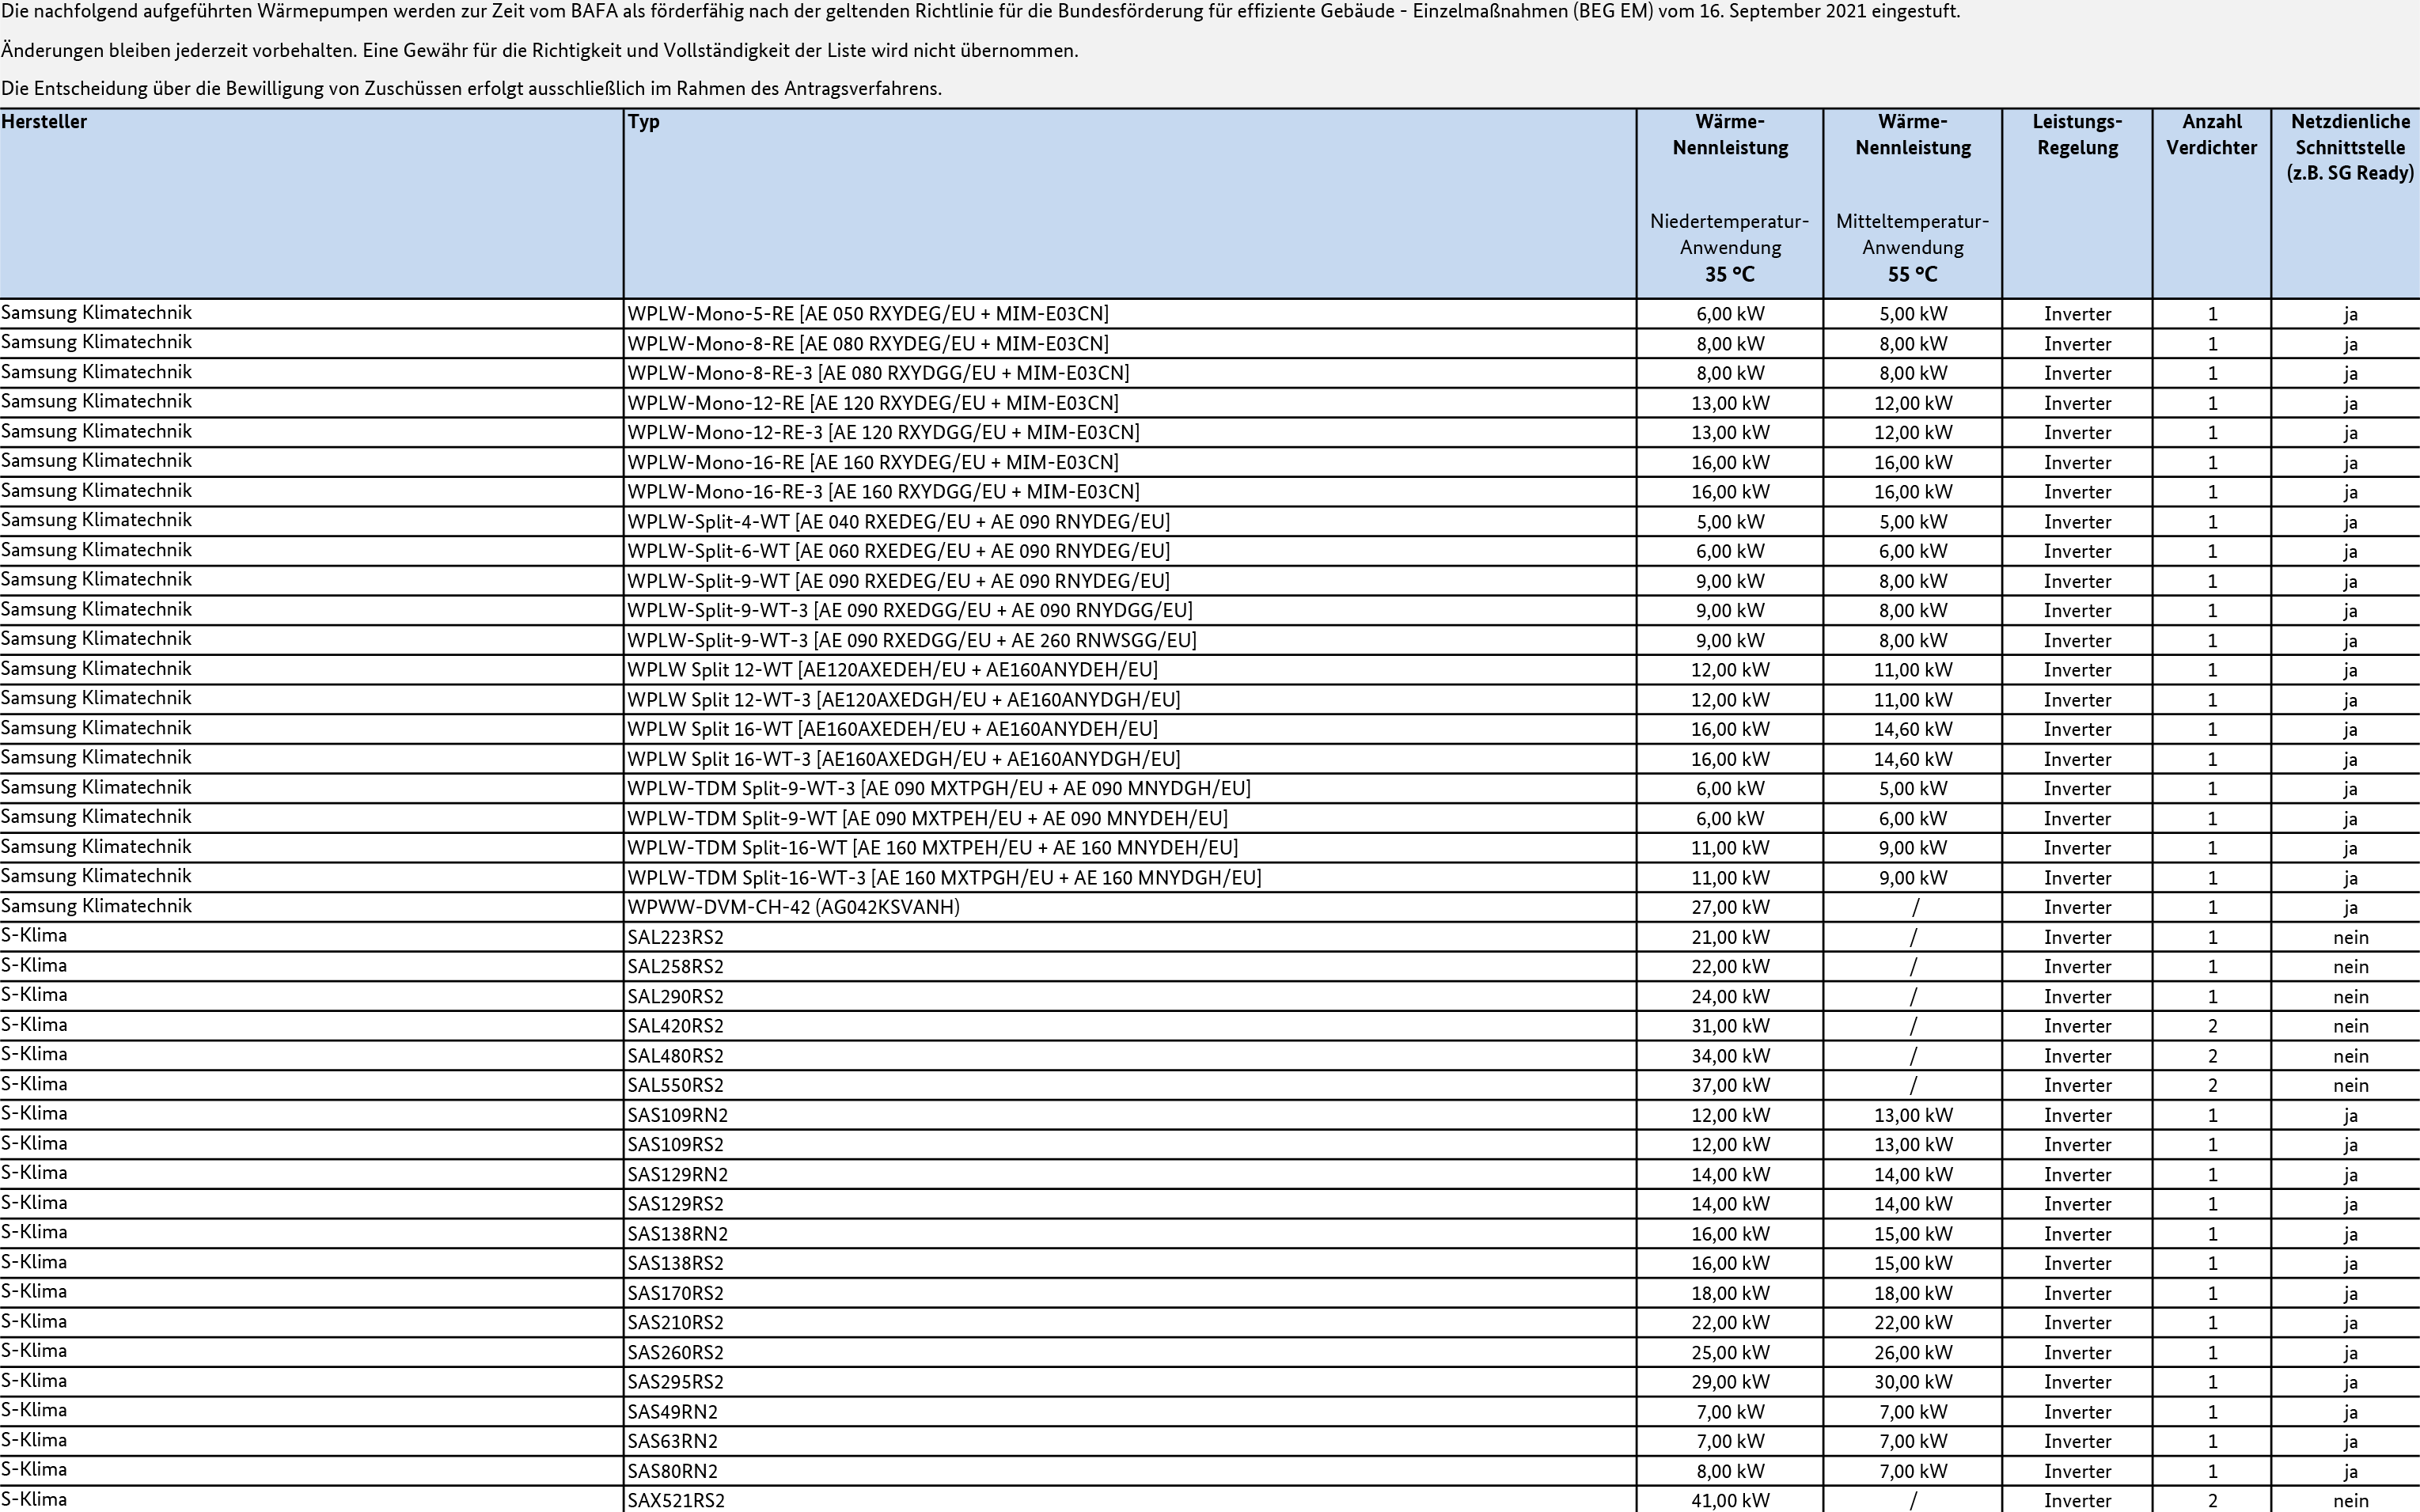 Die nachfolgend aufgeführten Wärmepumpen werden zur Zeit vom BAFA als förderfähig nach der geltenden Richtlinie für die Bundesförderung für effiziente Gebäude - Einzelmaßnahmen (BEG EM) vom 16. September 2021 eingestuft.
Änderungen bleiben jederzeit vorbehalten. Eine Gewähr für die Richtigkeit und Vollständigkeit der Liste wird nicht übernommen.
Die Entscheidung über die Bewilligung von Zuschüssen erfolgt ausschließlich im Rahmen des Antragsverfahrens.
Hersteller Typ Wärme- Wärme- Leistungs- Anzahl Netzdienliche
Nennleistung Nennleistung Regelung Verdichter Schnittstelle
(z.B. SG Ready)
Niedertemperatur- Mitteltemperatur-
Anwendung Anwendung
35 °C 55 °C
Samsung Klimatechnik WPLW-Mono-5-RE [AE 050 RXYDEG/EU + MIM-E03CN] 6,00 kW 5,00 kW Inverter 1 ja
Samsung Klimatechnik WPLW-Mono-8-RE [AE 080 RXYDEG/EU + MIM-E03CN] 8,00 kW 8,00 kW Inverter 1 ja
Samsung Klimatechnik WPLW-Mono-8-RE-3 [AE 080 RXYDGG/EU + MIM-E03CN] 8,00 kW 8,00 kW Inverter 1 ja
Samsung Klimatechnik WPLW-Mono-12-RE [AE 120 RXYDEG/EU + MIM-E03CN] 13,00 kW 12,00 kW Inverter 1 ja
Samsung Klimatechnik WPLW-Mono-12-RE-3 [AE 120 RXYDGG/EU + MIM-E03CN] 13,00 kW 12,00 kW Inverter 1 ja
Samsung Klimatechnik WPLW-Mono-16-RE [AE 160 RXYDEG/EU + MIM-E03CN] 16,00 kW 16,00 kW Inverter 1 ja
Samsung Klimatechnik WPLW-Mono-16-RE-3 [AE 160 RXYDGG/EU + MIM-E03CN] 16,00 kW 16,00 kW Inverter 1 ja
Samsung Klimatechnik WPLW-Split-4-WT [AE 040 RXEDEG/EU + AE 090 RNYDEG/EU] 5,00 kW 5,00 kW Inverter 1 ja
Samsung Klimatechnik WPLW-Split-6-WT [AE 060 RXEDEG/EU + AE 090 RNYDEG/EU] 6,00 kW 6,00 kW Inverter 1 ja
Samsung Klimatechnik WPLW-Split-9-WT [AE 090 RXEDEG/EU + AE 090 RNYDEG/EU] 9,00 kW 8,00 kW Inverter 1 ja
Samsung Klimatechnik WPLW-Split-9-WT-3 [AE 090 RXEDGG/EU + AE 090 RNYDGG/EU] 9,00 kW 8,00 kW Inverter 1 ja
Samsung Klimatechnik WPLW-Split-9-WT-3 [AE 090 RXEDGG/EU + AE 260 RNWSGG/EU] 9,00 kW 8,00 kW Inverter 1 ja
Samsung Klimatechnik WPLW Split 12-WT [AE120AXEDEH/EU + AE160ANYDEH/EU] 12,00 kW 11,00 kW Inverter 1 ja
Samsung Klimatechnik WPLW Split 12-WT-3 [AE120AXEDGH/EU + AE160ANYDGH/EU] 12,00 kW 11,00 kW Inverter 1 ja
Samsung Klimatechnik WPLW Split 16-WT [AE160AXEDEH/EU + AE160ANYDEH/EU] 16,00 kW 14,60 kW Inverter 1 ja
Samsung Klimatechnik WPLW Split 16-WT-3 [AE160AXEDGH/EU + AE160ANYDGH/EU] 16,00 kW 14,60 kW Inverter 1 ja
Samsung Klimatechnik WPLW-TDM Split-9-WT-3 [AE 090 MXTPGH/EU + AE 090 MNYDGH/EU] 6,00 kW 5,00 kW Inverter 1 ja
Samsung Klimatechnik WPLW-TDM Split-9-WT [AE 090 MXTPEH/EU + AE 090 MNYDEH/EU] 6,00 kW 6,00 kW Inverter 1 ja
Samsung Klimatechnik WPLW-TDM Split-16-WT [AE 160 MXTPEH/EU + AE 160 MNYDEH/EU] 11,00 kW 9,00 kW Inverter 1 ja
Samsung Klimatechnik WPLW-TDM Split-16-WT-3 [AE 160 MXTPGH/EU + AE 160 MNYDGH/EU] 11,00 kW 9,00 kW Inverter 1 ja
Samsung Klimatechnik WPWW-DVM-CH-42 (AG042KSVANH) 27,00 kW / Inverter 1 ja
S-Klima SAL223RS2 21,00 kW / Inverter 1 nein
S-Klima SAL258RS2 22,00 kW / Inverter 1 nein
S-Klima SAL290RS2 24,00 kW / Inverter 1 nein
S-Klima SAL420RS2 31,00 kW / Inverter 2 nein
S-Klima SAL480RS2 34,00 kW / Inverter 2 nein
S-Klima SAL550RS2 37,00 kW / Inverter 2 nein
S-Klima SAS109RN2 12,00 kW 13,00 kW Inverter 1 ja
S-Klima SAS109RS2 12,00 kW 13,00 kW Inverter 1 ja
S-Klima SAS129RN2 14,00 kW 14,00 kW Inverter 1 ja
S-Klima SAS129RS2 14,00 kW 14,00 kW Inverter 1 ja
S-Klima SAS138RN2 16,00 kW 15,00 kW Inverter 1 ja
S-Klima SAS138RS2 16,00 kW 15,00 kW Inverter 1 ja
S-Klima SAS170RS2 18,00 kW 18,00 kW Inverter 1 ja
S-Klima SAS210RS2 22,00 kW 22,00 kW Inverter 1 ja
S-Klima SAS260RS2 25,00 kW 26,00 kW Inverter 1 ja
S-Klima SAS295RS2 29,00 kW 30,00 kW Inverter 1 ja
S-Klima SAS49RN2 7,00 kW 7,00 kW Inverter 1 ja
S-Klima SAS63RN2 7,00 kW 7,00 kW Inverter 1 ja
S-Klima SAS80RN2 8,00 kW 7,00 kW Inverter 1 ja
S-Klima SAX521RS2 41,00 kW / Inverter 2 nein